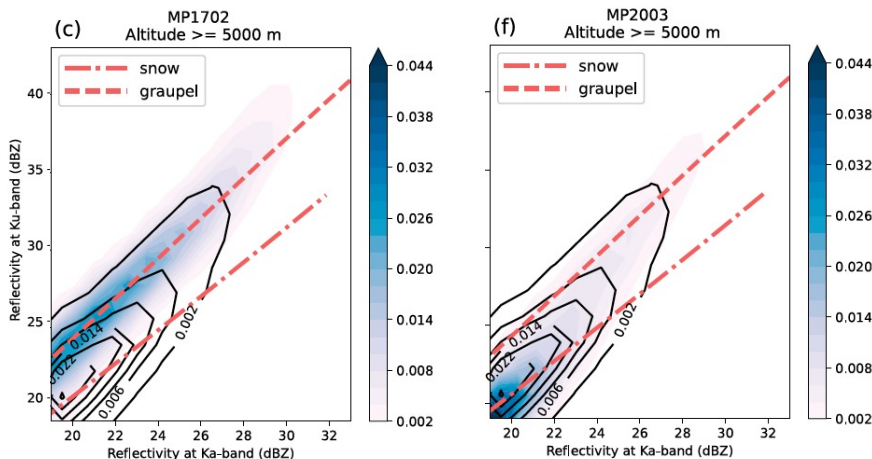 (c)
MP1702
Altitude >= 5000 m
snow
graupel
Reflectivity at Ku-band (dBZ)
40
35
30
25
20
0.014
0.022
0.006
0.002
20 22 24 26 28 30 32
Reflectivity at Ka-band (dBZ)
0.044
0.038
0.032
0.026
0.020
0.014
0.008
0.002
(f)
MP2003
Altitude >= 5000 m
snow
graupel
0.014
0.022
0.006
0.002
20 22 24 26 28 30 32
Reflectivity at Ka-band (dBZ)
0.044
0.038
0.032
0.026
0.020
0.014
0.008
0.002